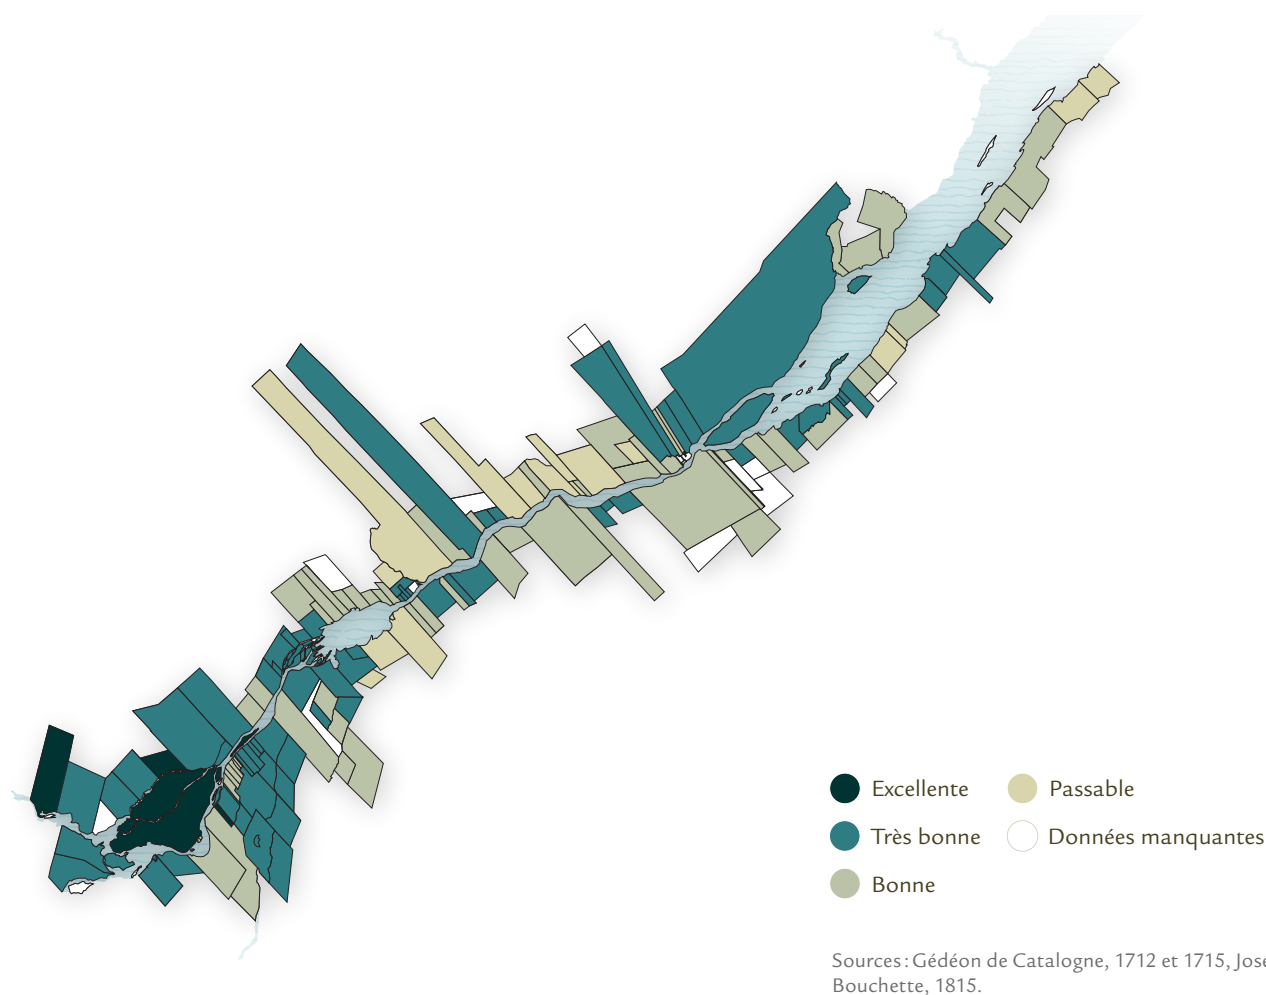 Excellente
Très bonne
Bonne
Passable
Données manquantes
Sources : Gédéon de Catalogne, 1712 et 1715,
Bouchette, 1815.